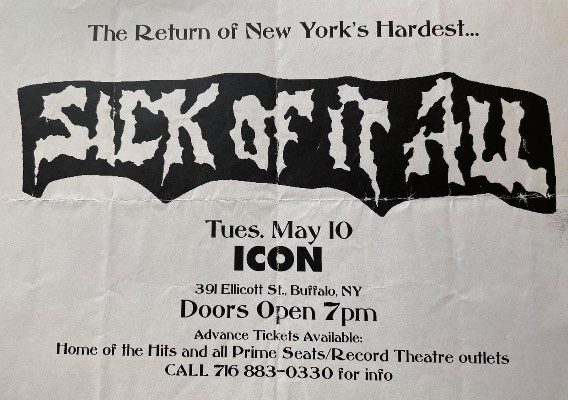 The Return of New York's Hardest...
SICK OF IT ALL
Tues. May 10
ICON
391 Ellicott St., Buffalo, NY
Doors Open 7pm
Advance Tickets Available:
Home of the Hits and all Prime Seats/Record Theatre outlets
CALL 716 883-0330 for info